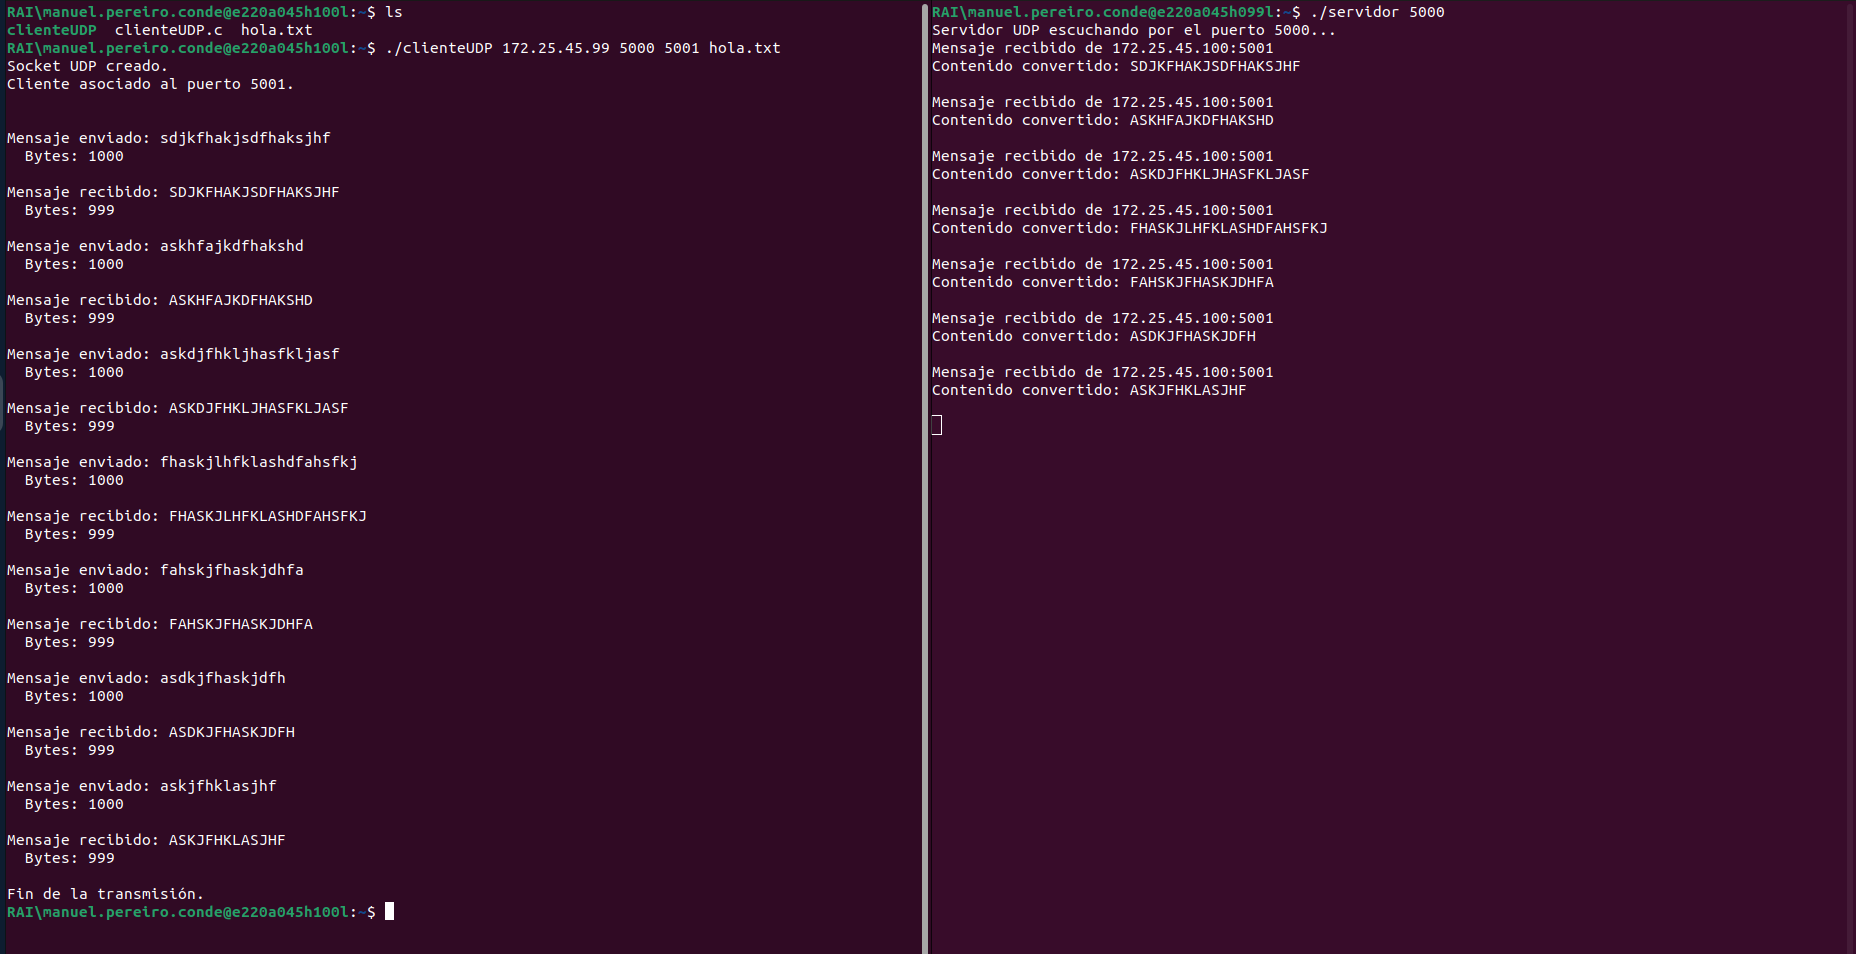 RAI\manuel.pereiro.conde@e220a045h100l:~$ ls
clienteUDP  clienteUDP.c  hola.txt
RAI\manuel.pereiro.conde@e220a045h100l:~$ ./clienteUDP 172.25.45.99 5000 5001 hola.txt
Socket UDP creado.
Cliente asociado al puerto 5001.
Mensaje enviado: sdjkfhakjsdfhaksjhf
Bytes: 1000
Mensaje recibido: SDJKFHAKJSDFHAKSJHF
Bytes: 999
Mensaje enviado: askhfajkdfhakshd
Bytes: 1000
Mensaje recibido: ASKHFAJKDFHAKSHD
Bytes: 999
Mensaje enviado: askdjfhkljhasfkljasf
Bytes: 1000
Mensaje recibido: ASKDJFHKLJHASFKLJASF
Bytes: 999
Mensaje enviado: fhaskjlhfklashdfahsfkj
Bytes: 1000
Mensaje recibido: FHASKJLHFKLASHDFAHSFKJ
Bytes: 999
Mensaje enviado: fahskjfhaskjdhfa
Bytes: 1000
Mensaje recibido: FAHSKJFHASKJDHFA
Bytes: 999
Mensaje enviado: asdkjfhaskjdfh
Bytes: 1000
Mensaje recibido: ASDKJFHASKJDFH
Bytes: 999
Mensaje enviado: askjfhklasjhf
Bytes: 1000
Mensaje recibido: ASKJFHKLASJHF
Bytes: 999
Fin de la transmisión.
RAI\manuel.pereiro.conde@e220a045h100l:~$
RAI\manuel.pereiro.conde@e220a045h099l:~$ ./servidor 5000
Servidor UDP escuchando por el puerto 5000...
Mensaje recibido de 172.25.45.100:5001
Contenido convertido: SDJKFHAKJSDFHAKSJHF
Mensaje recibido de 172.25.45.100:5001
Contenido convertido: ASKHFAJKDFHAKSHD
Mensaje recibido de 172.25.45.100:5001
Contenido convertido: ASKDJFHKLJHASFKLJASF
Mensaje recibido de 172.25.45.100:5001
Contenido convertido: FHASKJLHFKLASHDFAHSFKJ
Mensaje recibido de 172.25.45.100:5001
Contenido convertido: FAHSKJFHASKJDHFA
Mensaje recibido de 172.25.45.100:5001
Contenido convertido: ASDKJFHASKJDFH
Mensaje recibido de 172.25.45.100:5001
Contenido convertido: ASKJFHKLASJHF